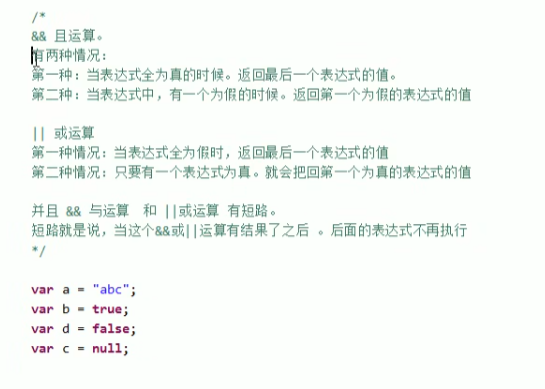 /*
&& 且运算。
有两种情况：
第一种：当表达式全为真的时候。返回最后一个表达式的值。
第二种：当表达式中，有一个为假的时候。返回第一个为假的表达式的值
|| 或运算
第一种情况：当表达式全为假时，返回最后一个表达式的值
第二种情况：只要有一个表达式为真。就会把回第一个为真的表达式的值
并且 && 与运算 和 ||或运算 有短路。
短路就是说，当这个&&或||运算有结果了之后 。后面的表达式不再执行
*/
var a = "abc";
var b = true;
var d = false;
var c = null;